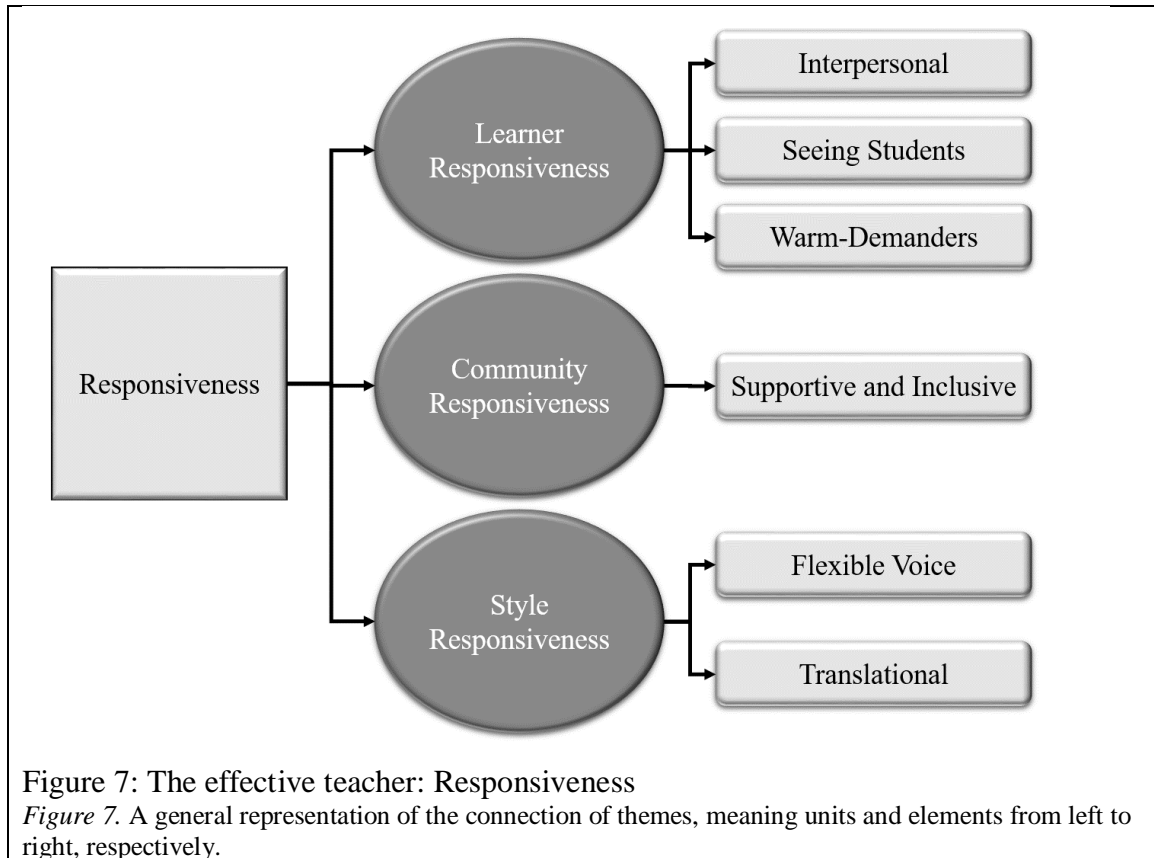 Responsiveness
Learner
Responsiveness
Interpersonal
Seeing Students
Warm-Demanders
Community
Responsiveness
Supportive and Inclusive
Style
Responsiveness
Flexible Voice
Translational
Figure 7: The effective teacher: Responsiveness
Figure 7. A general representation of the connection of themes, meaning units and elements from left to
right, respectively.